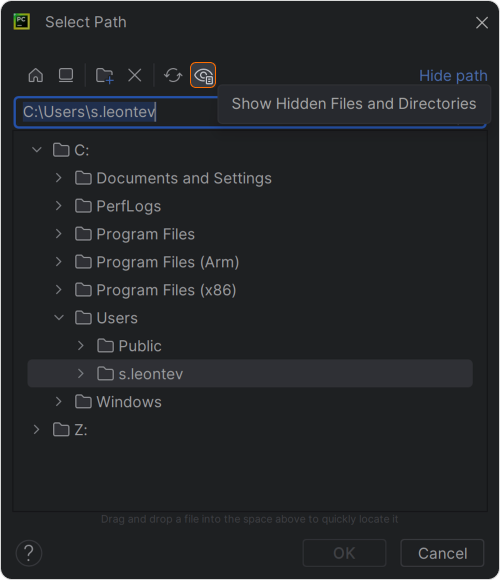 PC
Select Path
Hide path
C:\Users\s.leontev
Show Hidden Files and Directories
C:
Documents and Settings
PerfLogs
Program Files
Program Files (Arm)
Program Files (x86)
Users
Public
s.leontev
Windows
Z:
Drag and drop a file into the space above to quickly locate it
?
OK
Cancel